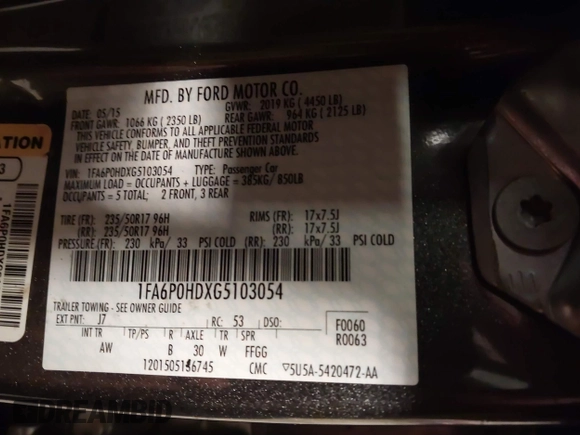 MFD. BY FORD MOTOR CO.
DATE: 05/15 GVWR: 2019 KG ( 4450 LB)
FRONT GAWR: 1066 KG ( 2350 LB) REAR GAWR: 964 KG ( 2125 LB)
THIS VEHICLE CONFORMS TO ALL APPLICABLE FEDERAL MOTOR
VEHICLE SAFETY, BUMPER, AND THEFT PREVENTION STANDARDS
IN EFFECT ON THE DATE OF MANUFACTURE SHOWN ABOVE.
VIN: 1FA6P0HDXG5103054 TYPE: Passenger Car
MAXIMUM LOAD = OCCUPANTS + LUGGAGE = 385KG/ 850LB
OCCUPANTS = 5 TOTAL; 2 FRONT, 3 REAR
TIRE (FR): 235/50R17 96H RIMS (FR): 17x7.5J
(RR): 235/50R17 96H (RR): 17x7.5J
PRESSURE(FR): 230 kPa/ 33 PSI COLD (RR): 230 kPa/ 33 PSI COLD
1FA6P0HDXG5103054
TRAILER TOWING - SEE OWNER GUIDE
EXT PNT: J7 RC: 53 DSO: F0060
R0063
INT TR TP/PS R AXLE TR SPR
AW B 30 W FFGG
CMC ▽5U5A-5420472-AA